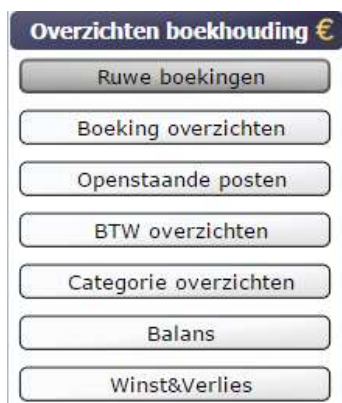 Overzichten boekhouding €
Ruwe boekingen
Boeking overzichten
Openstaande posten
BTW overzichten
Categorie overzichten
Balans
Winst&Verlies